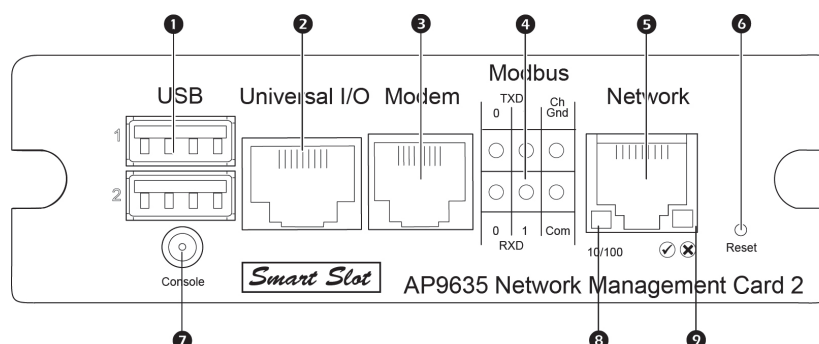 1 2 3 4 5 6
Modbus
USB Universal I/O Modem Network
TXD Ch
0 Gnd
1
2
0 1 Com
RXD
10/100 Reset
Console
Smart Slot
AP9635 Network Management Card 2
7 8 9